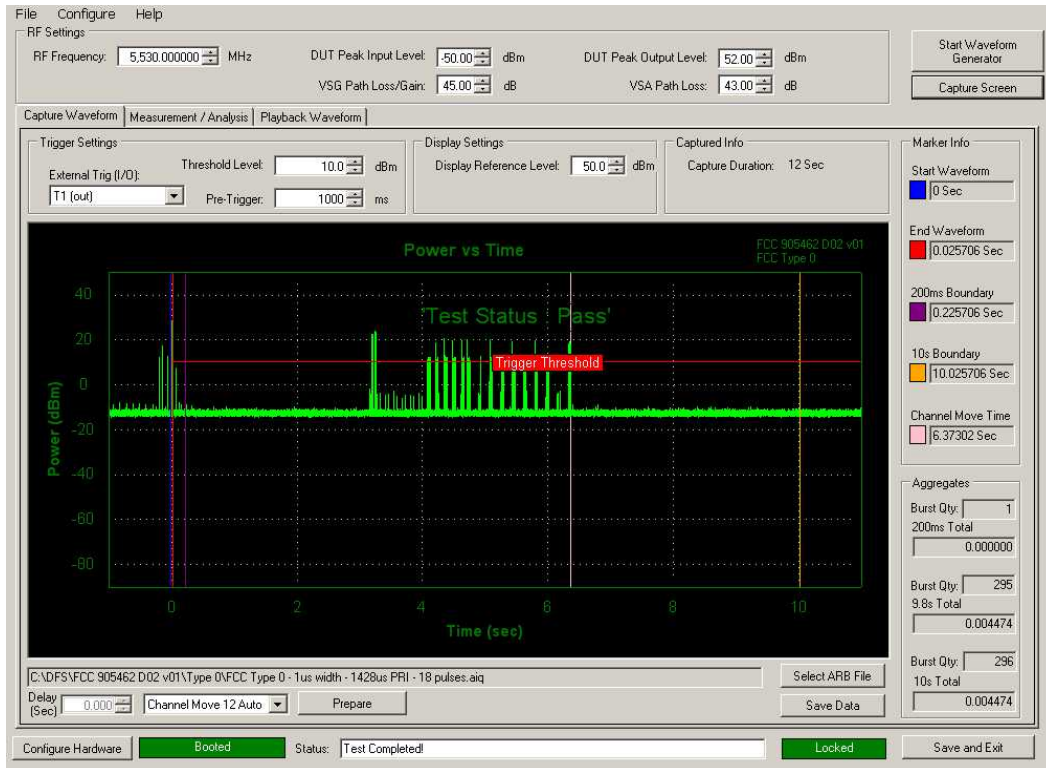 File Configure Help
RF Settings
RF Frequency: 5,530.000000 MHz
DUT Peak Input Level: -50.00 dBm
DUT Peak Output Level: 52.00 dBm
VSG Path Loss/Gain: 45.00 dB
VSA Path Loss: 43.00 dB
Start Waveform Generator
Capture Screen
Capture Waveform Measurement / Analysis Playback Waveform
Trigger Settings
External Trig (I/O):
T1 (out)
Threshold Level: 10.0 dBm
Pre-Trigger: 1000 ms
Display Settings
Display Reference Level: 50.0 dBm
Captured Info
Capture Duration: 12 Sec
Marker Info
Start Waveform
0 Sec
End Waveform
0.025706 Sec
200ms Boundary
0.225706 Sec
10s Boundary
10.025706 Sec
Channel Move Time
6.37302 Sec
Power vs Time
FCC 905462 D02 v01
FCC Type 0
'Test Status : Pass'
Trigger Threshold
Power (dBm)
40
20
0
-20
-40
-60
-80
0 2 4 6 8 10
Time (sec)
Aggregates
Burst Qty: 1
200ms Total
0.000000
Burst Qty: 295
9.8s Total
0.004474
Burst Qty: 296
10s Total
0.004474
C:\DFS\FCC 905462 D02 v01\Type 0\FCC Type 0 - 1us width - 1428us PRI - 18 pulses.aiq
Select ARB File
Delay (Sec) 0.000
Channel Move 12 Auto
Prepare
Save Data
Configure Hardware
Booted
Status: Test Completed!
Locked
Save and Exit